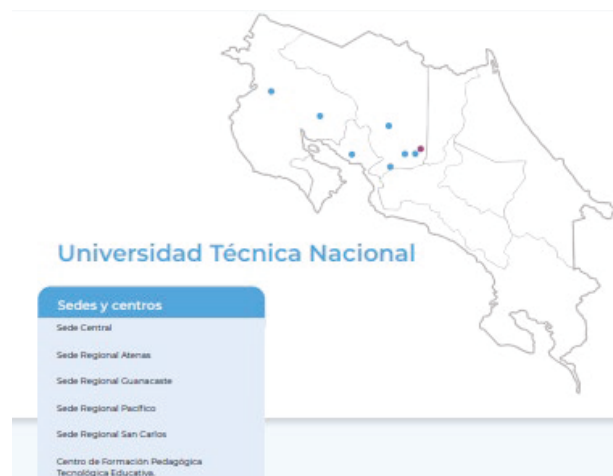 Universidad Técnica Nacional
Sedes y centros
Sede Central
Sede Regional Atenas
Sede Regional Guanacaste
Sede Regional Pacífico
Sede Regional San Carlos
Centro de Formación Pedagógica
Tecnológica Educativa.